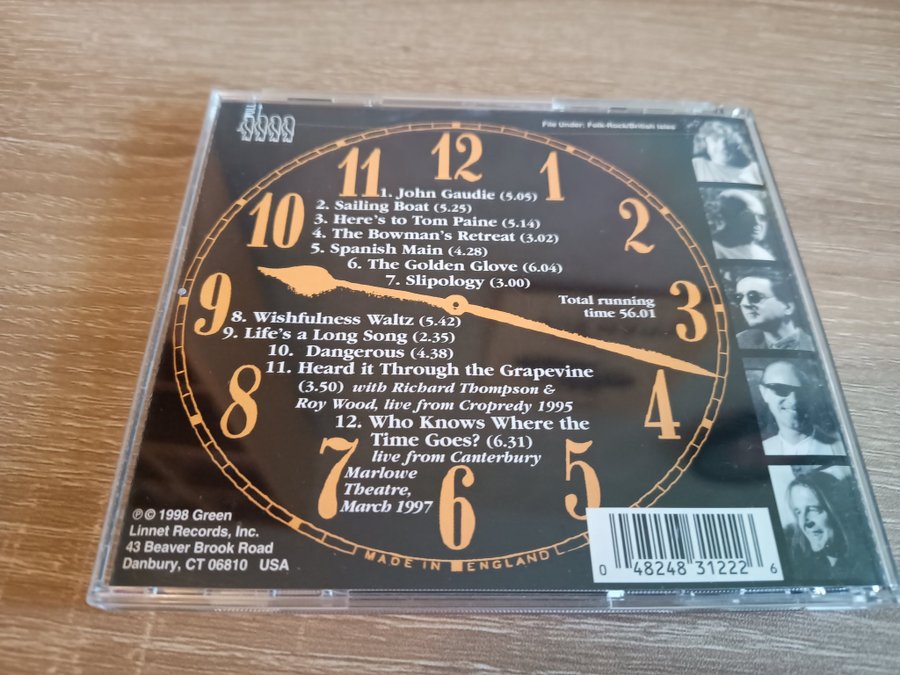 File Under: Folk-Rock/British Isles
12
11
1
10
2
9
3
8
4
7
5
6
1. John Gaudie (5.05)
2. Sailing Boat (5.25)
3. Here's to Tom Paine (5.14)
4. The Bowman's Retreat (3.02)
5. Spanish Main (4.28)
6. The Golden Glove (6.04)
7. Slipology (3.00)
Total running
time 56.01
8. Wishfulness Waltz (5.42)
9. Life's a Long Song (2.35)
10. Dangerous (4.38)
11. Heard it Through the Grapevine
(3.50) with Richard Thompson &
Roy Wood, live from Cropredy 1995
12. Who Knows Where the
Time Goes? (6.31)
live from Canterbury
Marlowe
Theatre,
March 1997
MADE IN ENGLAND
℗ © 1998 Green
Linnet Records, Inc.
43 Beaver Brook Road
Danbury, CT 06810 USA
0 48248 31222 6